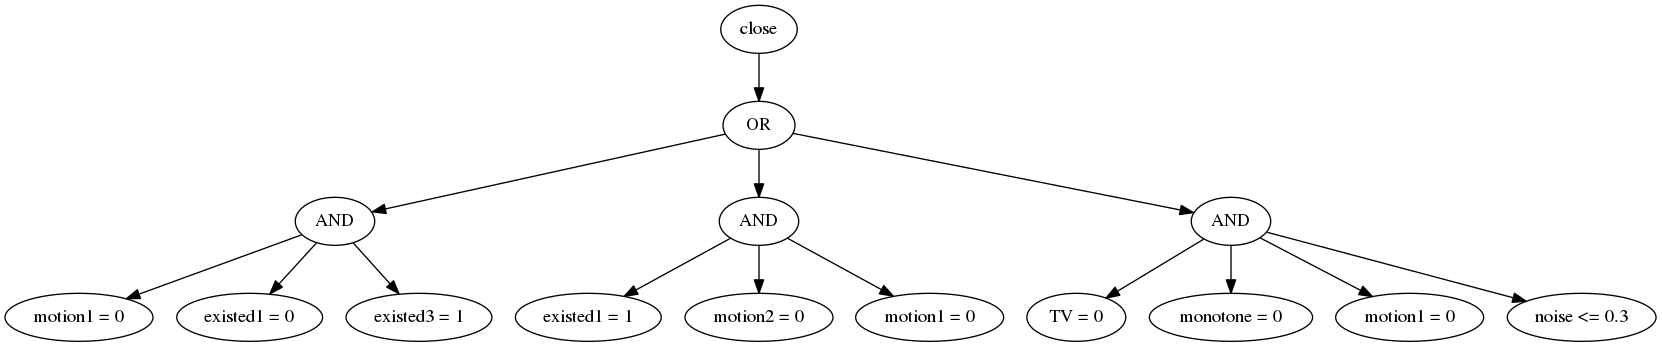 close
OR
AND
AND
AND
motion1 = 0
existed1 = 0
existed3 = 1
existed1 = 1
motion2 = 0
motion1 = 0
TV = 0
monotone = 0
motion1 = 0
noise <= 0.3